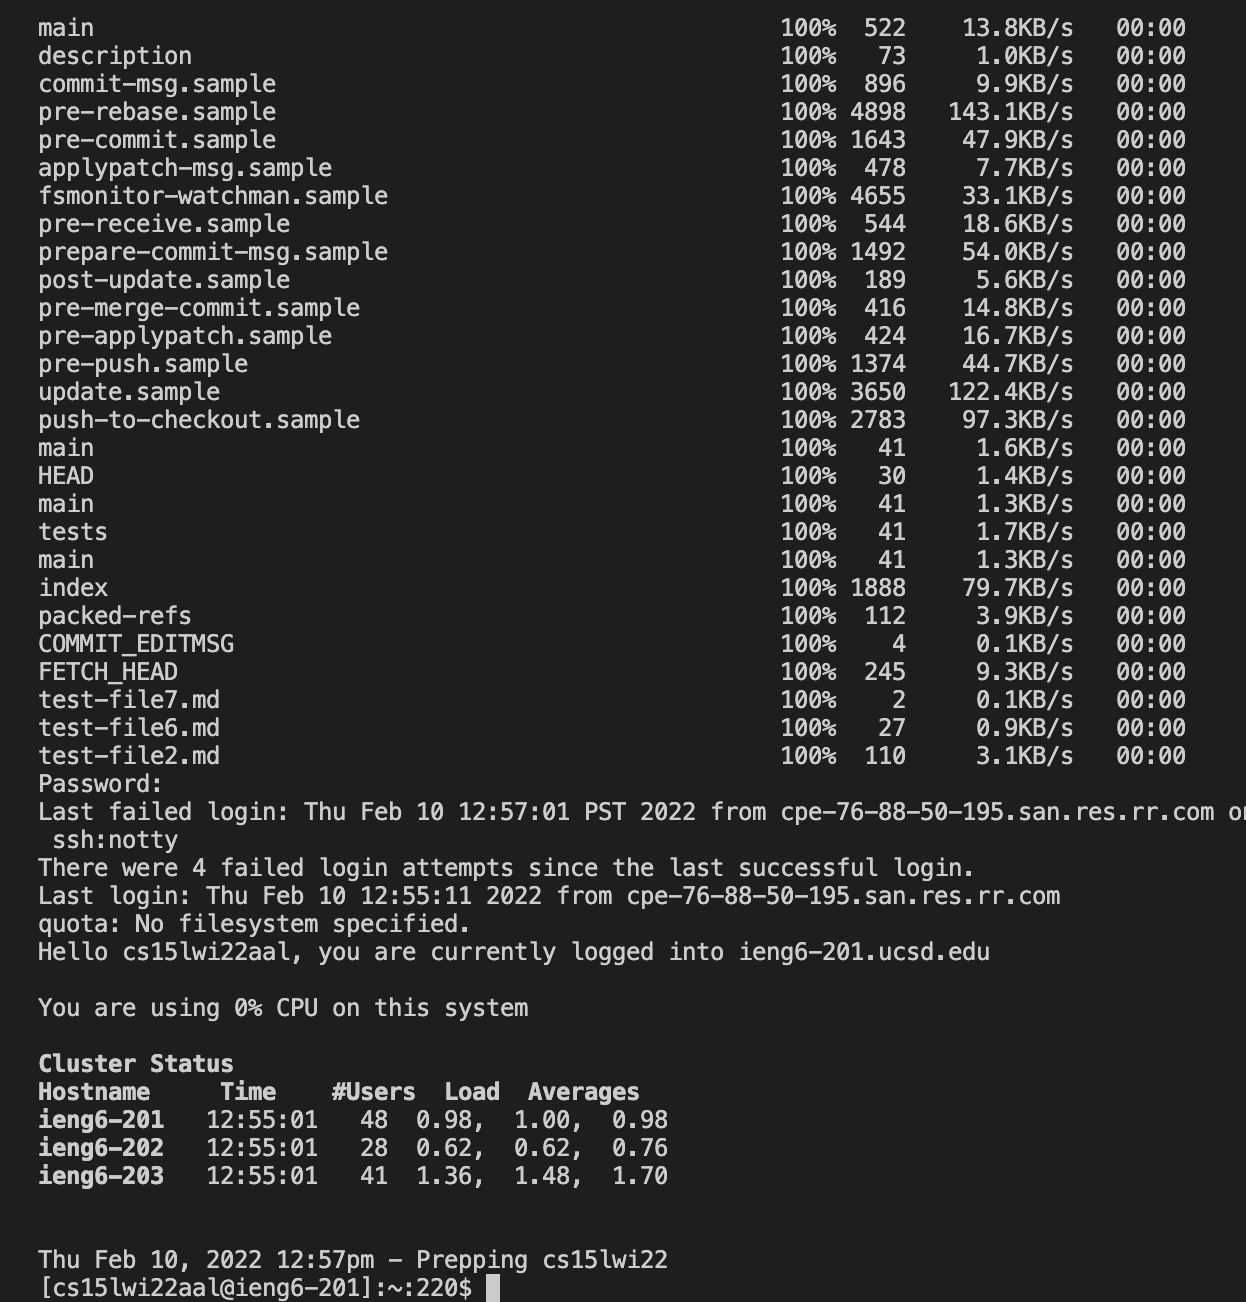 main 100% 522 13.8KB/s 00:00
description 100% 73 1.0KB/s 00:00
commit-msg.sample 100% 896 9.9KB/s 00:00
pre-rebase.sample 100% 4898 143.1KB/s 00:00
pre-commit.sample 100% 1643 47.9KB/s 00:00
applypatch-msg.sample 100% 478 7.7KB/s 00:00
fsmonitor-watchman.sample 100% 4655 33.1KB/s 00:00
pre-receive.sample 100% 544 18.6KB/s 00:00
prepare-commit-msg.sample 100% 1492 54.0KB/s 00:00
post-update.sample 100% 189 5.6KB/s 00:00
pre-merge-commit.sample 100% 416 14.8KB/s 00:00
pre-applypatch.sample 100% 424 16.7KB/s 00:00
pre-push.sample 100% 1374 44.7KB/s 00:00
update.sample 100% 3650 122.4KB/s 00:00
push-to-checkout.sample 100% 2783 97.3KB/s 00:00
main 100% 41 1.6KB/s 00:00
HEAD 100% 30 1.4KB/s 00:00
main 100% 41 1.3KB/s 00:00
tests 100% 41 1.7KB/s 00:00
main 100% 41 1.3KB/s 00:00
index 100% 1888 79.7KB/s 00:00
packed-refs 100% 112 3.9KB/s 00:00
COMMIT_EDITMSG 100% 4 0.1KB/s 00:00
FETCH_HEAD 100% 245 9.3KB/s 00:00
test-file7.md 100% 2 0.1KB/s 00:00
test-file6.md 100% 27 0.9KB/s 00:00
test-file2.md 100% 110 3.1KB/s 00:00
Password:
Last failed login: Thu Feb 10 12:57:01 PST 2022 from cpe-76-88-50-195.san.res.rr.com on
ssh:notty
There were 4 failed login attempts since the last successful login.
Last login: Thu Feb 10 12:55:11 2022 from cpe-76-88-50-195.san.res.rr.com
quota: No filesystem specified.
Hello cs15lwi22aal, you are currently logged into ieng6-201.ucsd.edu
You are using 0% CPU on this system
Cluster Status
Hostname Time #Users Load Averages
ieng6-201 12:55:01 48 0.98, 1.00, 0.98
ieng6-202 12:55:01 28 0.62, 0.62, 0.76
ieng6-203 12:55:01 41 1.36, 1.48, 1.70
Thu Feb 10, 2022 12:57pm - Prepping cs15lwi22
[cs15lwi22aal@ieng6-201]:~:220$